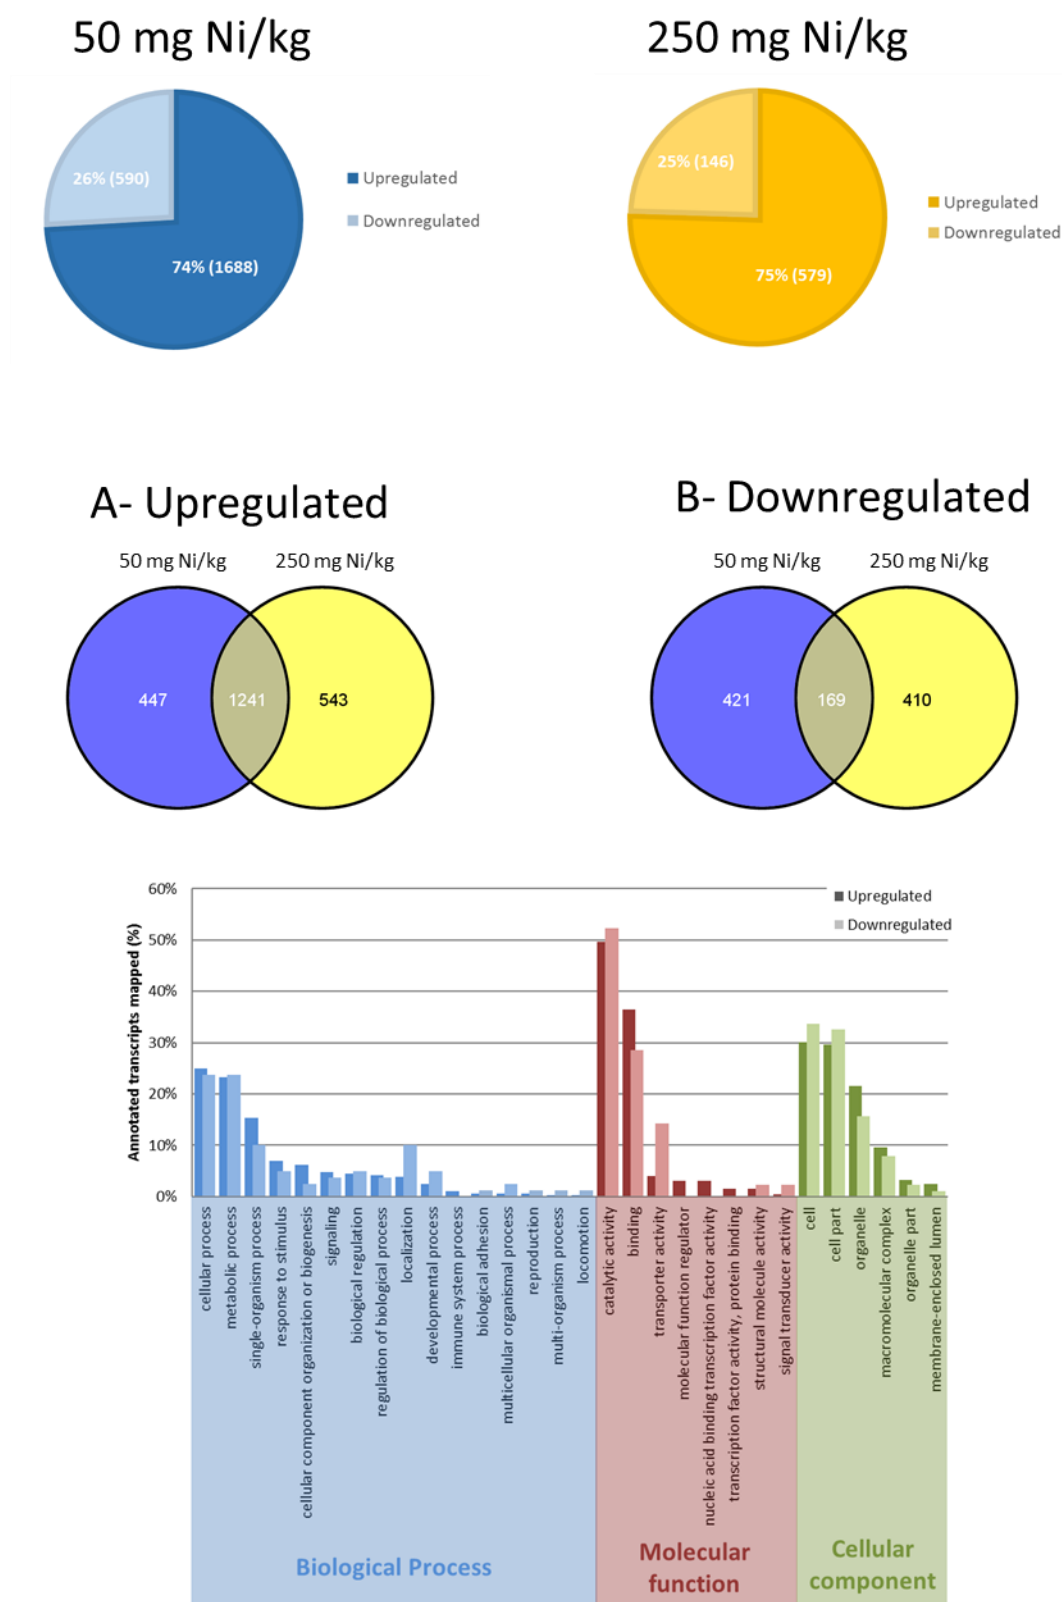 50 mg Ni/kg
250 mg Ni/kg
26% (590)
74% (1688)
Upregulated
Downregulated
25% (146)
75% (579)
Upregulated
Downregulated
A- Upregulated
B- Downregulated
50 mg Ni/kg
250 mg Ni/kg
50 mg Ni/kg
250 mg Ni/kg
447
1241
543
421
169
410
Annotated transcripts mapped (%)
60%
50%
40%
30%
20%
10%
0%
Upregulated
Downregulated
cellular process
metabolic process
single-organism process
response to stimulus
cellular component organization or biogenesis
signaling
biological regulation
regulation of biological process
localization
developmental process
immune system process
biological adhesion
multicellular organismal process
reproduction
multi-organism process
locomotion
catalytic activity
binding
transporter activity
molecular function regulator
nucleic acid binding transcription factor activity
transcription factor activity, protein binding
structural molecule activity
signal transducer activity
cell
cell part
organelle
macromolecular complex
organelle part
membrane-enclosed lumen
Biological Process
Molecular
function
Cellular
component